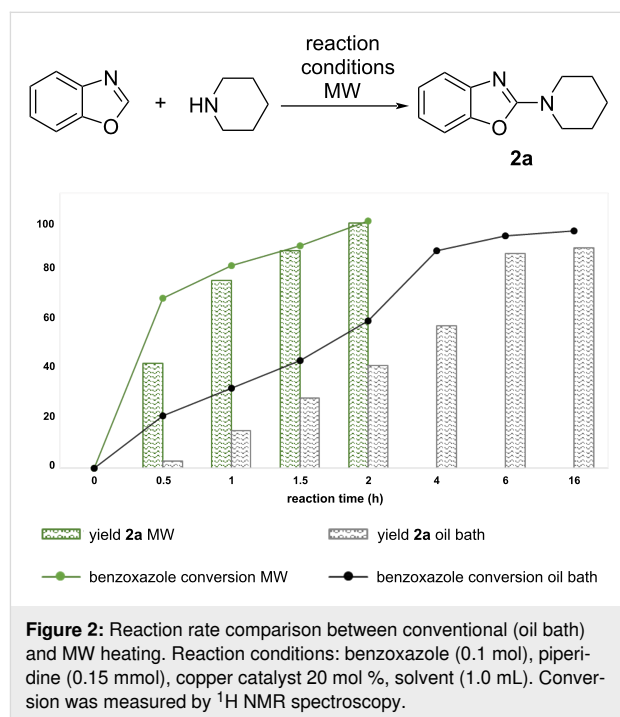 reaction
conditions
MW
N
O
+
HN
N
O
N
2a
100
80
60
40
20
0
0 0.5 1 1.5 2 4 6 16
reaction time (h)
yield 2a MW yield 2a oil bath
benzoxazole conversion MW benzoxazole conversion oil bath
Figure 2: Reaction rate comparison between conventional (oil bath)
and MW heating. Reaction conditions: benzoxazole (0.1 mol), piperi-
dine (0.15 mmol), copper catalyst 20 mol %, solvent (1.0 mL). Conver-
sion was measured by ¹H NMR spectroscopy.